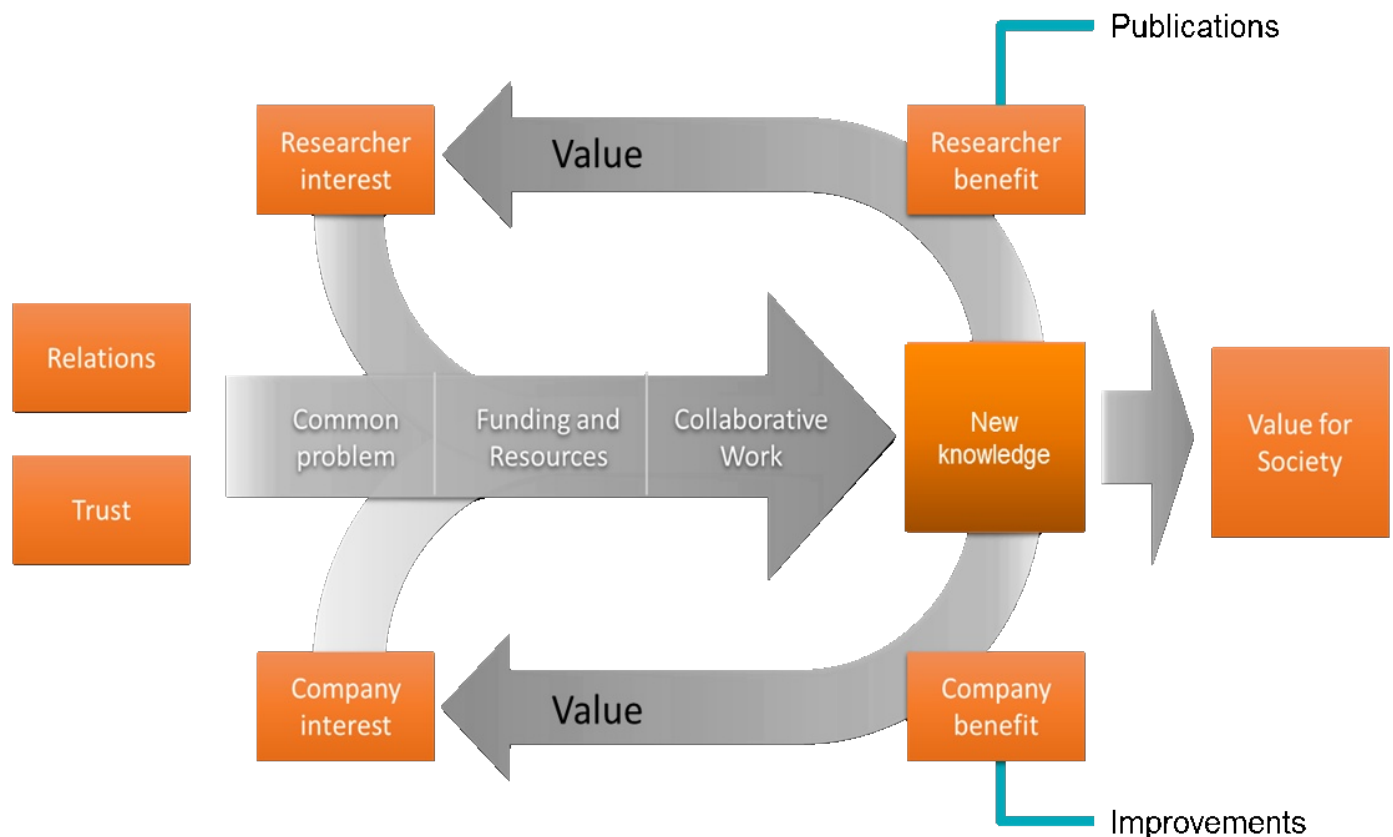 Publications
Researcher
interest
Value
Researcher
benefit
Relations
Trust
Common
problem
Funding and
Resources
Collaborative
Work
New
knowledge
Value for
Society
Company
interest
Value
Company
benefit
Improvements